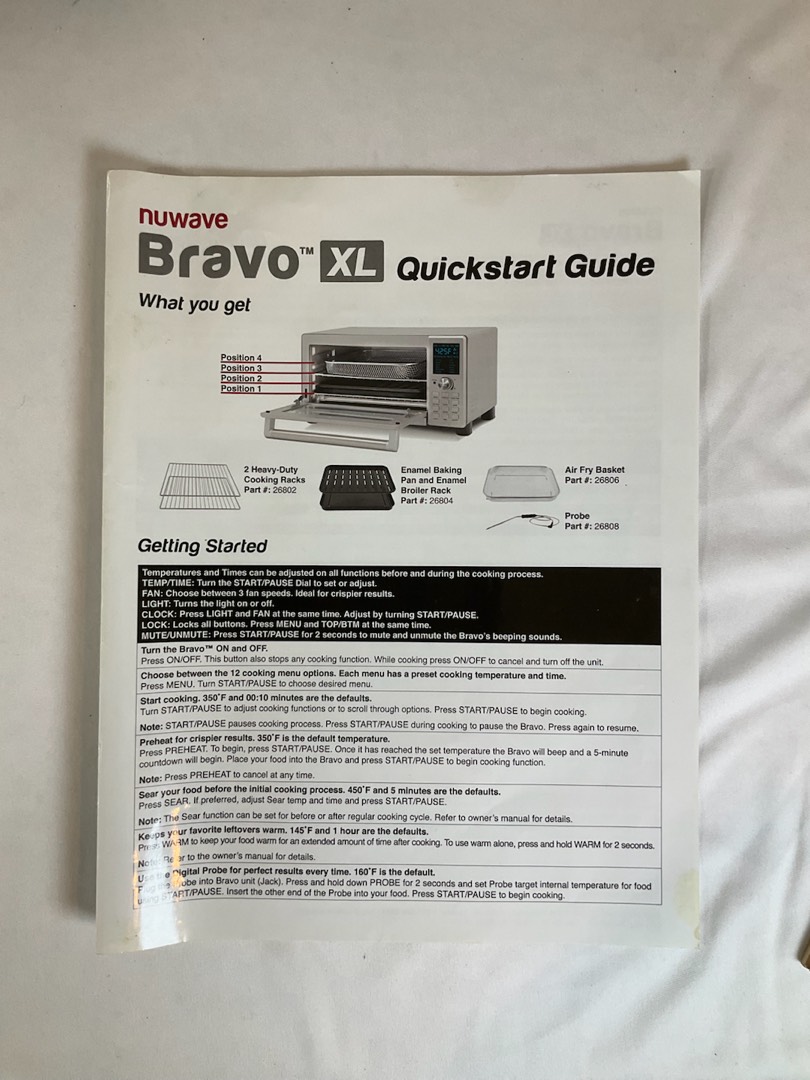 nuwave
Bravo™ XL Quickstart Guide
What you get
Position 4
Position 3
Position 2
Position 1
425F
2 Heavy-Duty
Cooking Racks
Part #: 26802
Enamel Baking
Pan and Enamel
Broiler Rack
Part #: 26804
Air Fry Basket
Part #: 26806
Probe
Part #: 26808
Getting Started
Temperatures and Times can be adjusted on all functions before and during the cooking process.
TEMP/TIME: Turn the START/PAUSE Dial to set or adjust.
FAN: Choose between 3 fan speeds. Ideal for crispier results.
LIGHT: Turns the light on or off.
CLOCK: Press LIGHT and FAN at the same time. Adjust by turning START/PAUSE.
LOCK: Locks all buttons. Press MENU and TOP/BTM at the same time.
MUTE/UNMUTE: Press START/PAUSE for 2 seconds to mute and unmute the Bravo's beeping sounds.
Turn the Bravo™ ON and OFF.
Press ON/OFF. This button also stops any cooking function. While cooking press ON/OFF to cancel and turn off the unit.
Choose between the 12 cooking menu options. Each menu has a preset cooking temperature and time.
Press MENU. Turn START/PAUSE to choose desired menu.
Start cooking. 350˚F and 00:10 minutes are the defaults.
Turn START/PAUSE to adjust cooking functions or to scroll through options. Press START/PAUSE to begin cooking.
Note: START/PAUSE pauses cooking process. Press START/PAUSE during cooking to pause the Bravo. Press again to resume.
Preheat for crispier results. 350˚F is the default temperature.
Press PREHEAT. To begin, press START/PAUSE. Once it has reached the set temperature the Bravo will beep and a 5-minute
countdown will begin. Place your food into the Bravo and press START/PAUSE to begin cooking function.
Note: Press PREHEAT to cancel at any time.
Sear your food before the initial cooking process. 450˚F and 5 minutes are the defaults.
Press SEAR. If preferred, adjust Sear temp and time and press START/PAUSE.
Note: The Sear function can be set for before or after regular cooking cycle. Refer to owner's manual for details.
Keeps your favorite leftovers warm. 145˚F and 1 hour are the defaults.
Press WARM to keep your food warm for an extended amount of time after cooking. To use warm alone, press and hold WARM for 2 seconds.
Note: Refer to the owner's manual for details.
Use the Digital Probe for perfect results every time. 160˚F is the default.
Plug the Probe into Bravo unit (Jack). Press and hold down PROBE for 2 seconds and set Probe target internal temperature for food
using START/PAUSE. Insert the other end of the Probe into your food. Press START/PAUSE to begin cooking.